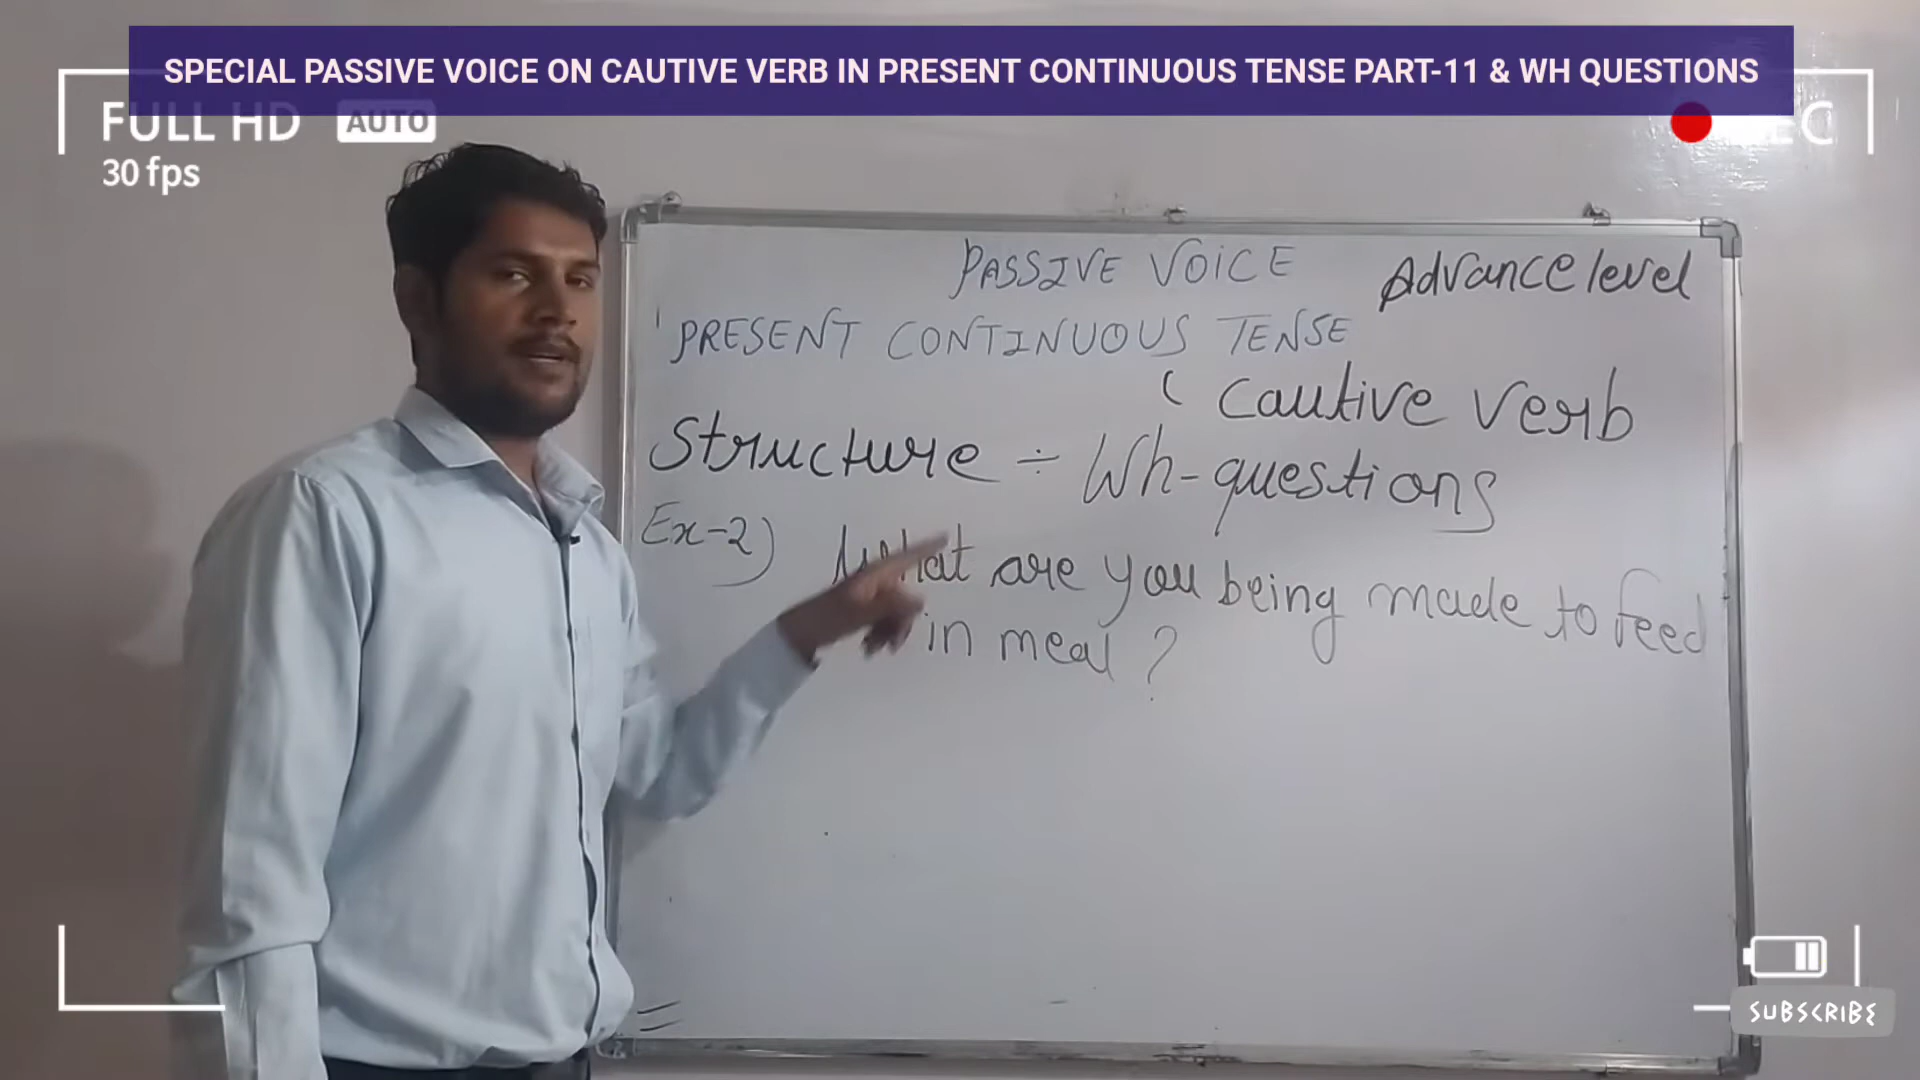 SPECIAL PASSIVE VOICE ON CAUTIVE VERB IN PRESENT CONTINUOUS TENSE PART-11 & WH QUESTIONS
FULL HD AUTO
30 fps
PASSIVE VOICE Advance level
PRESENT CONTINUOUS TENSE
( Cautive verb
Structure ÷ Wh-questions
Ex-2) What are you being made to feed
in meal ?
SUBSCRIBE